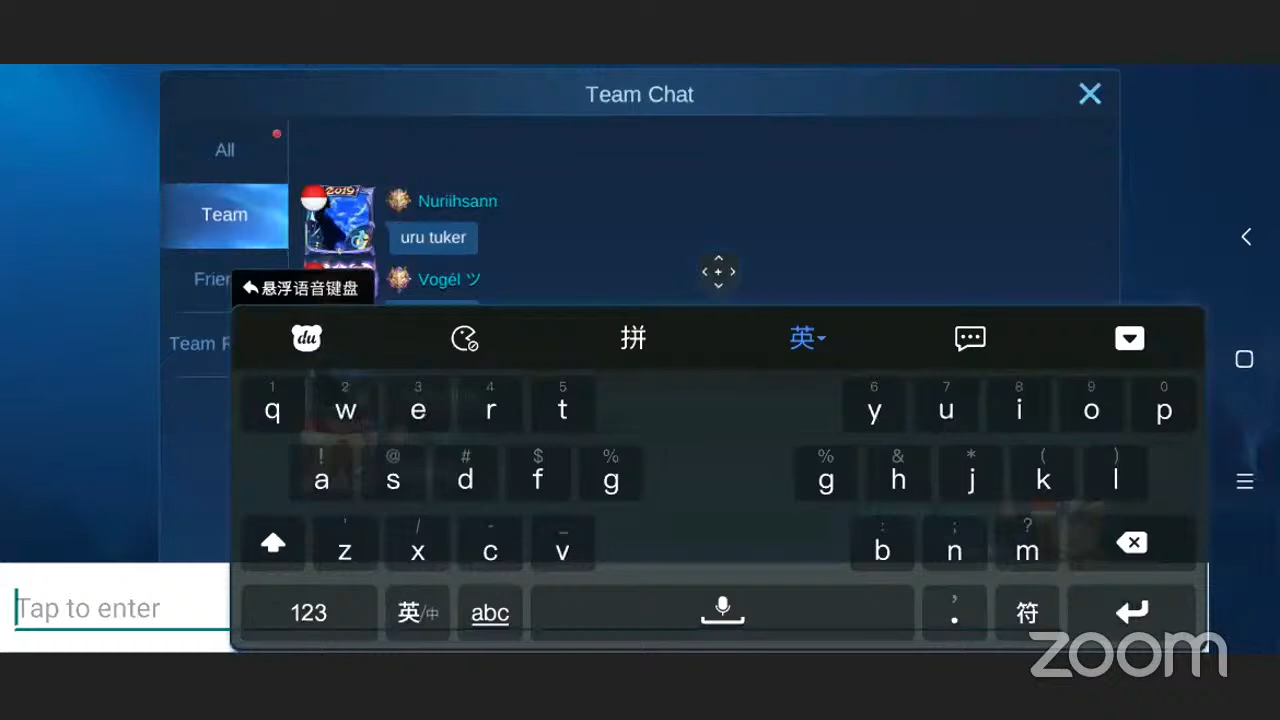 Team Chat
All
Team
2019
Nuriihsann
uru tuker
Frien
Vogél ツ
悬浮语音键盘
Team R
du
拼
英
1 2 3 4 5 6 7 8 9 0
q w e r t y u i o p
! @ # $ % % & * ( )
a s d f g g h j k l
' / - _ : ; ?
z x c v b n m
Tap to enter
123
英/中
abc
,
.
符
zoom